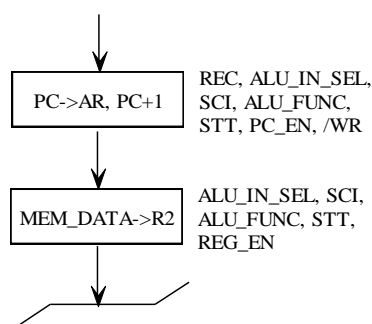 PC->AR, PC+1
REC, ALU_IN_SEL,
SCI, ALU_FUNC,
STT, PC_EN, /WR
MEM_DATA->R2
ALU_IN_SEL, SCI,
ALU_FUNC, STT,
REG_EN